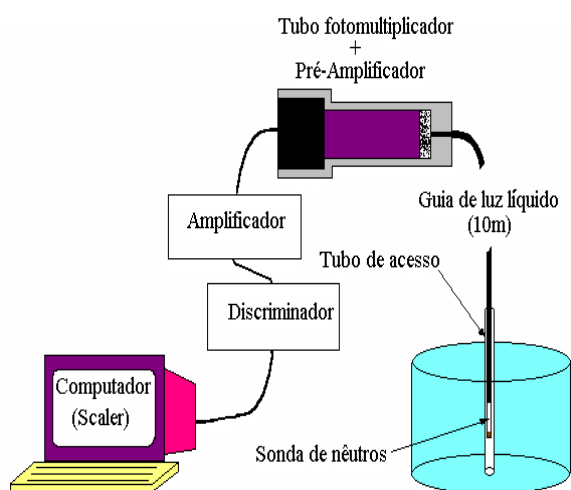 Tubo fotomultiplicador
+
Pré-Amplificador
Guia de luz líquido
(10m)
Tubo de acesso
Amplificador
Discriminador
Computador
(Scaler)
Sonda de nêutros